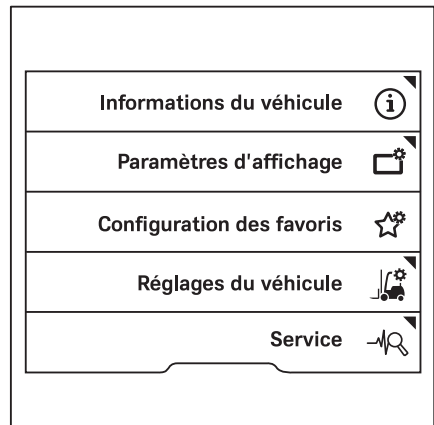 Informations du véhicule
Paramètres d'affichage
Configuration des favoris
Réglages du véhicule
Service